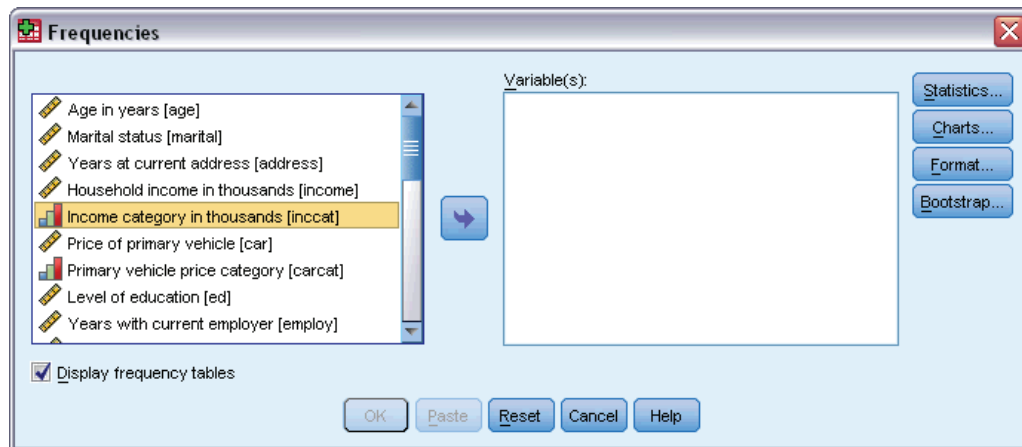 Frequencies
Variable(s):
Age in years [age]
Marital status [marital]
Years at current address [address]
Household income in thousands [income]
Income category in thousands [inccat]
Price of primary vehicle [car]
Primary vehicle price category [carcat]
Level of education [ed]
Years with current employer [employ]
Statistics...
Charts...
Format...
Bootstrap...
Display frequency tables
OK Paste Reset Cancel Help